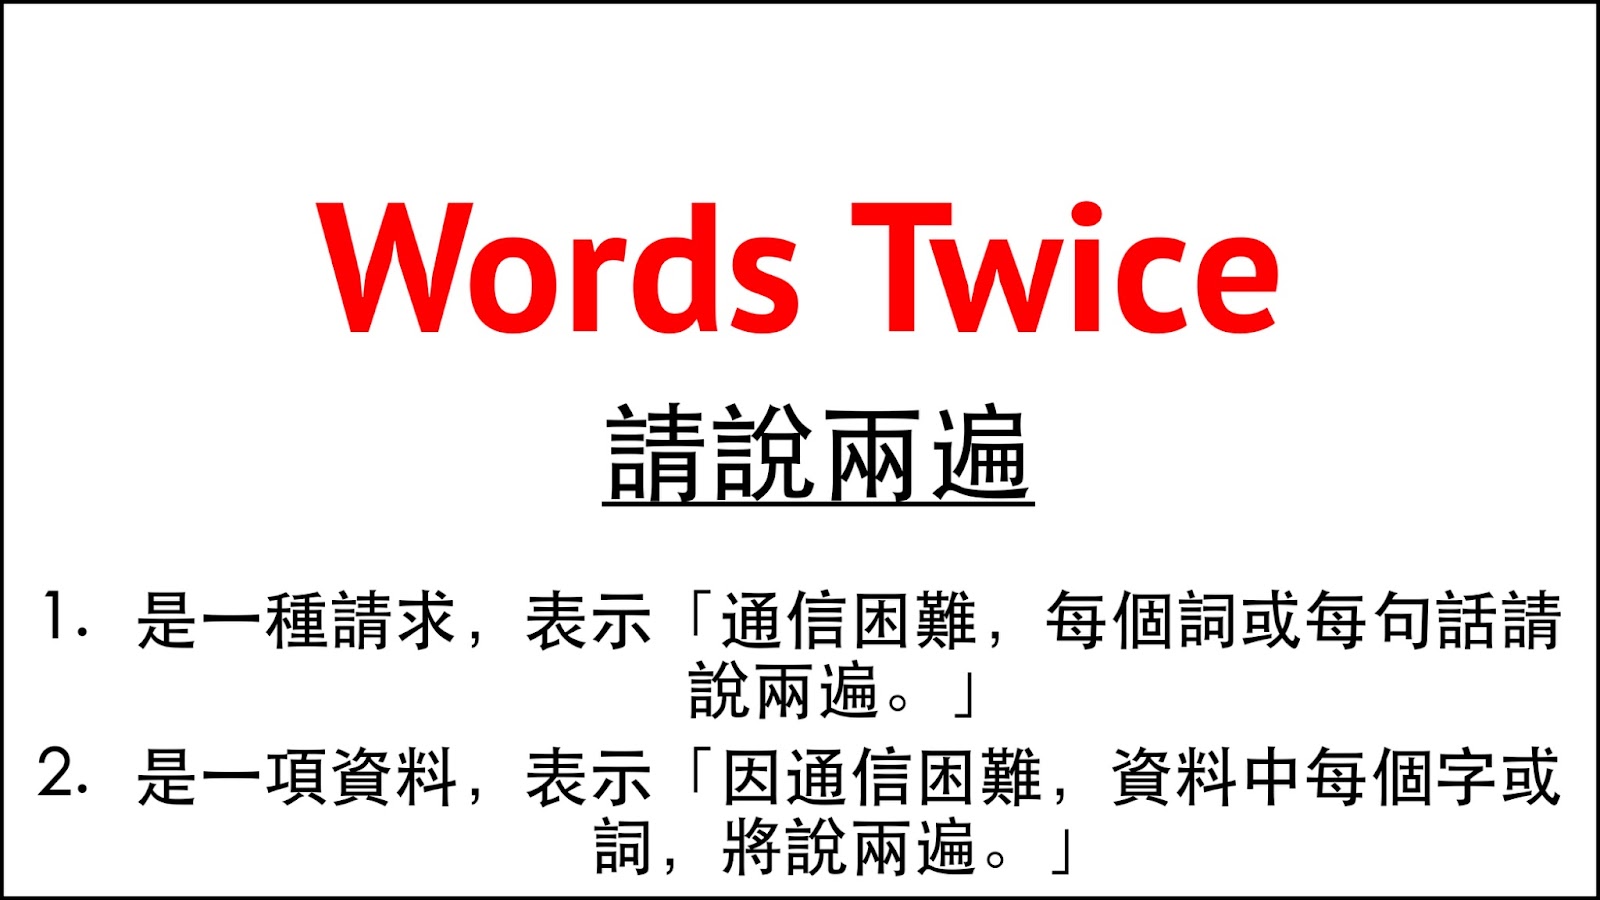 Words Twice
請說兩遍
1. 是一種請求，表示「通信困難，每個詞或每句話請
說兩遍。」
2. 是一項資料，表示「因通信困難，資料中每個字或
詞，將說兩遍。」